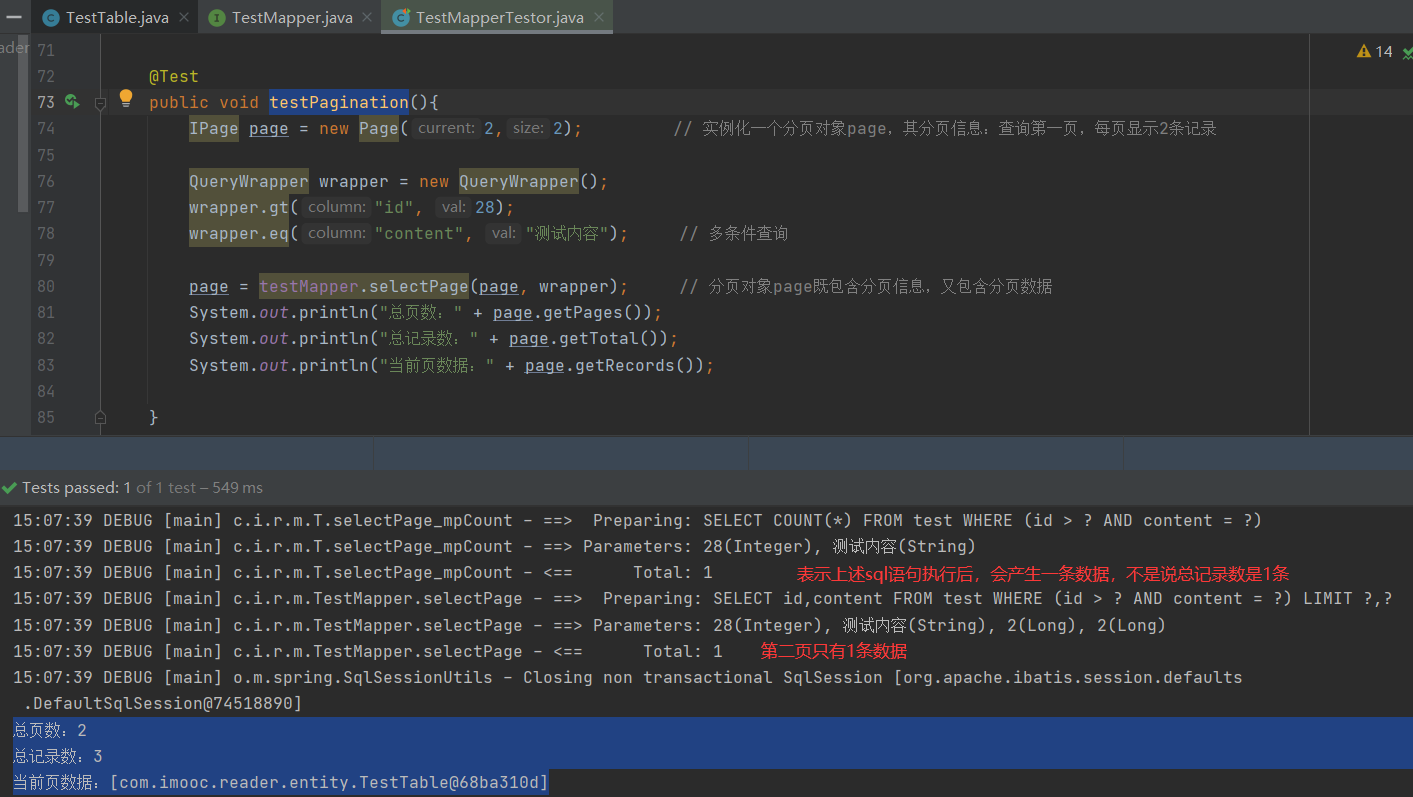 TestTable.java × TestMapper.java × TestMapperTestor.java ×
ader
14
71
72 @Test
73 public void testPagination(){
74 IPage page = new Page( current: 2, size: 2); // 实例化一个分页对象page，其分页信息：查询第一页，每页显示2条记录
75
76 QueryWrapper wrapper = new QueryWrapper();
77 wrapper.gt( column: "id", val: 28);
78 wrapper.eq( column: "content", val: "测试内容"); // 多条件查询
79
80 page = testMapper.selectPage(page, wrapper); // 分页对象page既包含分页信息，又包含分页数据
81 System.out.println("总页数：" + page.getPages());
82 System.out.println("总记录数：" + page.getTotal());
83 System.out.println("当前页数据：" + page.getRecords());
84
85 }
Tests passed: 1 of 1 test – 549 ms
15:07:39 DEBUG [main] c.i.r.m.T.selectPage_mpCount - ==>  Preparing: SELECT COUNT(*) FROM test WHERE (id > ? AND content = ?)
15:07:39 DEBUG [main] c.i.r.m.T.selectPage_mpCount - ==> Parameters: 28(Integer), 测试内容(String)
15:07:39 DEBUG [main] c.i.r.m.T.selectPage_mpCount - <==      Total: 1 表示上述sql语句执行后，会产生一条数据，不是说总记录数是1条
15:07:39 DEBUG [main] c.i.r.m.TestMapper.selectPage - ==>  Preparing: SELECT id,content FROM test WHERE (id > ? AND content = ?) LIMIT ?,?
15:07:39 DEBUG [main] c.i.r.m.TestMapper.selectPage - ==> Parameters: 28(Integer), 测试内容(String), 2(Long), 2(Long)
15:07:39 DEBUG [main] c.i.r.m.TestMapper.selectPage - <==      Total: 1 第二页只有1条数据
15:07:39 DEBUG [main] o.m.spring.SqlSessionUtils - Closing non transactional SqlSession [org.apache.ibatis.session.defaults
.DefaultSqlSession@74518890]
总页数：2
总记录数：3
当前页数据：[com.imooc.reader.entity.TestTable@68ba310d]